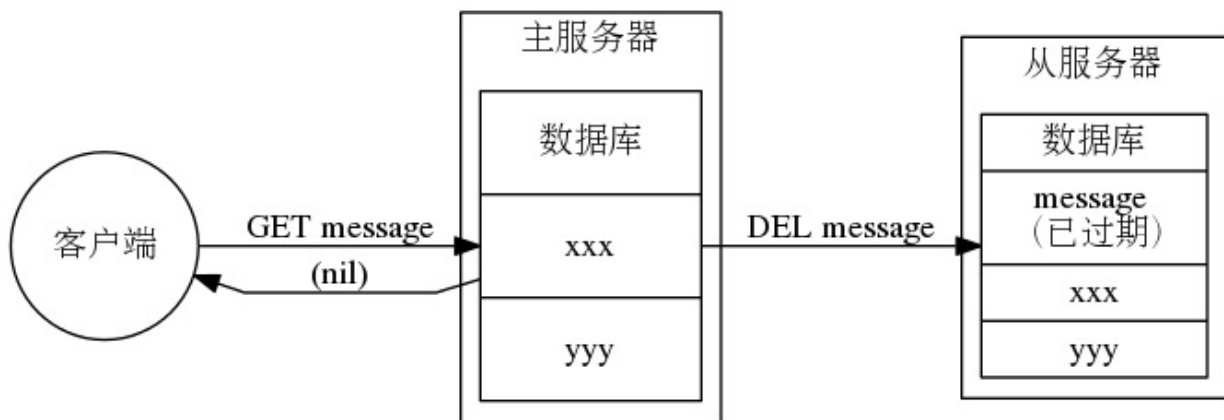 客户端
GET message
(nil)
主服务器
数据库
xxx
yyy
DEL message
从服务器
数据库
message
（已过期）
xxx
yyy